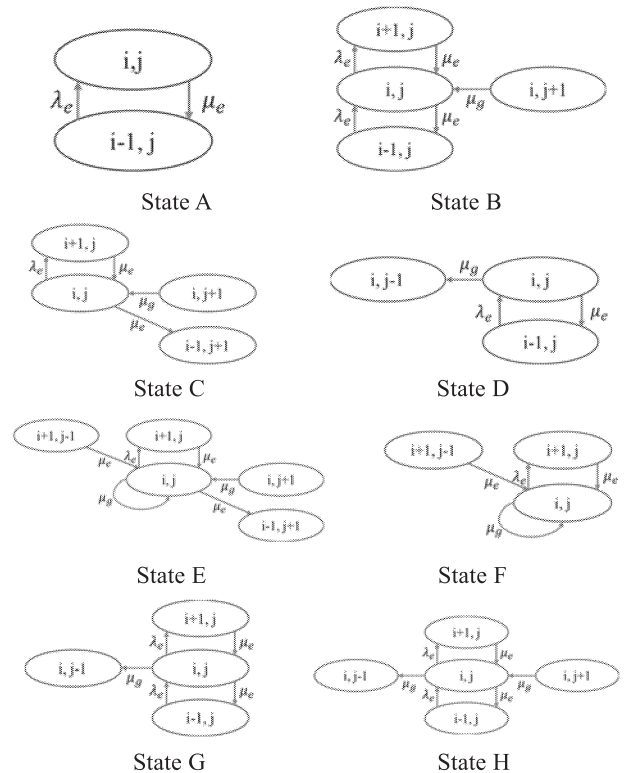 i,j
λe μe
i-1, j
State A
i+1, j
λe μe
i, j μg i, j+1
λe μe
i-1, j
State B
i+1, j
λe μe
i, j μg i, j+1
μe
i-1, j+1
State C
i, j-1 μg i, j
λe μe
i-1, j
State D
i+1, j-1 i+1, j
μe λe μe
i, j μg i, j+1
μg μe
i-1, j+1
State E
i+1, j-1 i+1, j
μe λe μe
i, j
μg
State F
i+1, j
λe μe
i, j-1 μg i, j
λe μe
i-1, j
State G
i+1, j
λe μe
i, j-1 μg i, j μg i, j+1
λe μe
i-1, j
State H